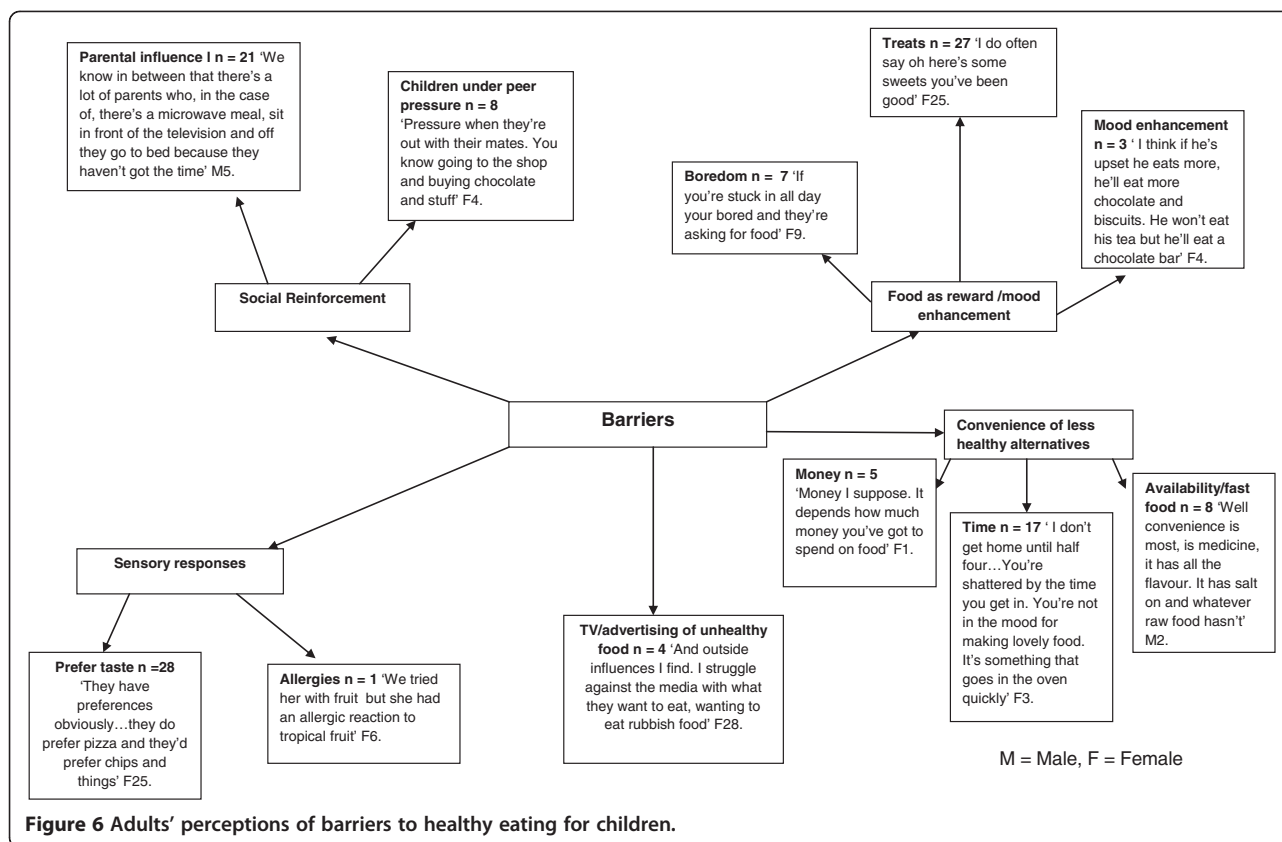 Parental influence l n = 21 ‘We
know in between that there’s a
lot of parents who, in the case
of, there’s a microwave meal, sit
in front of the television and off
they go to bed because they
haven’t got the time’ M5.
Children under peer
pressure n = 8
‘Pressure when they’re
out with their mates. You
know going to the shop
and buying chocolate
and stuff’ F4.
Treats n = 27 ‘I do often
say oh here’s some
sweets you’ve been
good’ F25.
Mood enhancement
n = 3 ‘ I think if he’s
upset he eats more,
he’ll eat more
chocolate and
biscuits. He won’t eat
his tea but he’ll eat a
chocolate bar’ F4.
Boredom n = 7 ‘If
you’re stuck in all day
your bored and they’re
asking for food’ F9.
Social Reinforcement
Food as reward /mood
enhancement
Barriers
Convenience of less
healthy alternatives
Money n = 5
‘Money I suppose. It
depends how much
money you’ve got to
spend on food’ F1.
Time n = 17 ‘ I don’t
get home until half
four…You’re
shattered by the time
you get in. You’re not
in the mood for
making lovely food.
It’s something that
goes in the oven
quickly’ F3.
Availability/fast
food n = 8 ‘Well
convenience is
most, is medicine,
it has all the
flavour. It has salt
on and whatever
raw food hasn’t’
M2.
Sensory responses
Prefer taste n =28
‘They have
preferences
obviously…they do
prefer pizza and they’d
prefer chips and
things’ F25.
Allergies n = 1 ‘We tried
her with fruit but she had
an allergic reaction to
tropical fruit’ F6.
TV/advertising of unhealthy
food n = 4 ‘And outside
influences I find. I struggle
against the media with what
they want to eat, wanting to
eat rubbish food’ F28.
M = Male, F = Female
Figure 6 Adults’ perceptions of barriers to healthy eating for children.